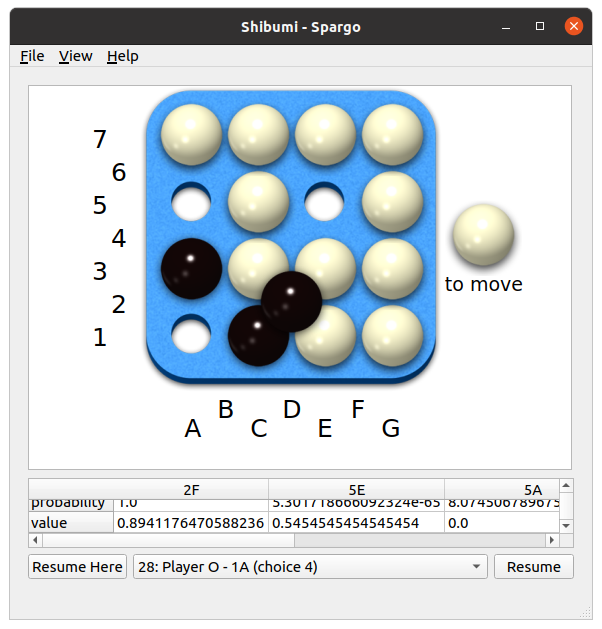 Shibumi - Spargo
File View Help
7
6
5
4
3
2
1
to move
B D F
A C E G
2F 5E 5A
probability 1.0 5.301718666092324e-65 8.074506789675
value 0.8941176470588236 0.5454545454545454 0.0
Resume Here 28: Player O - 1A (choice 4) Resume